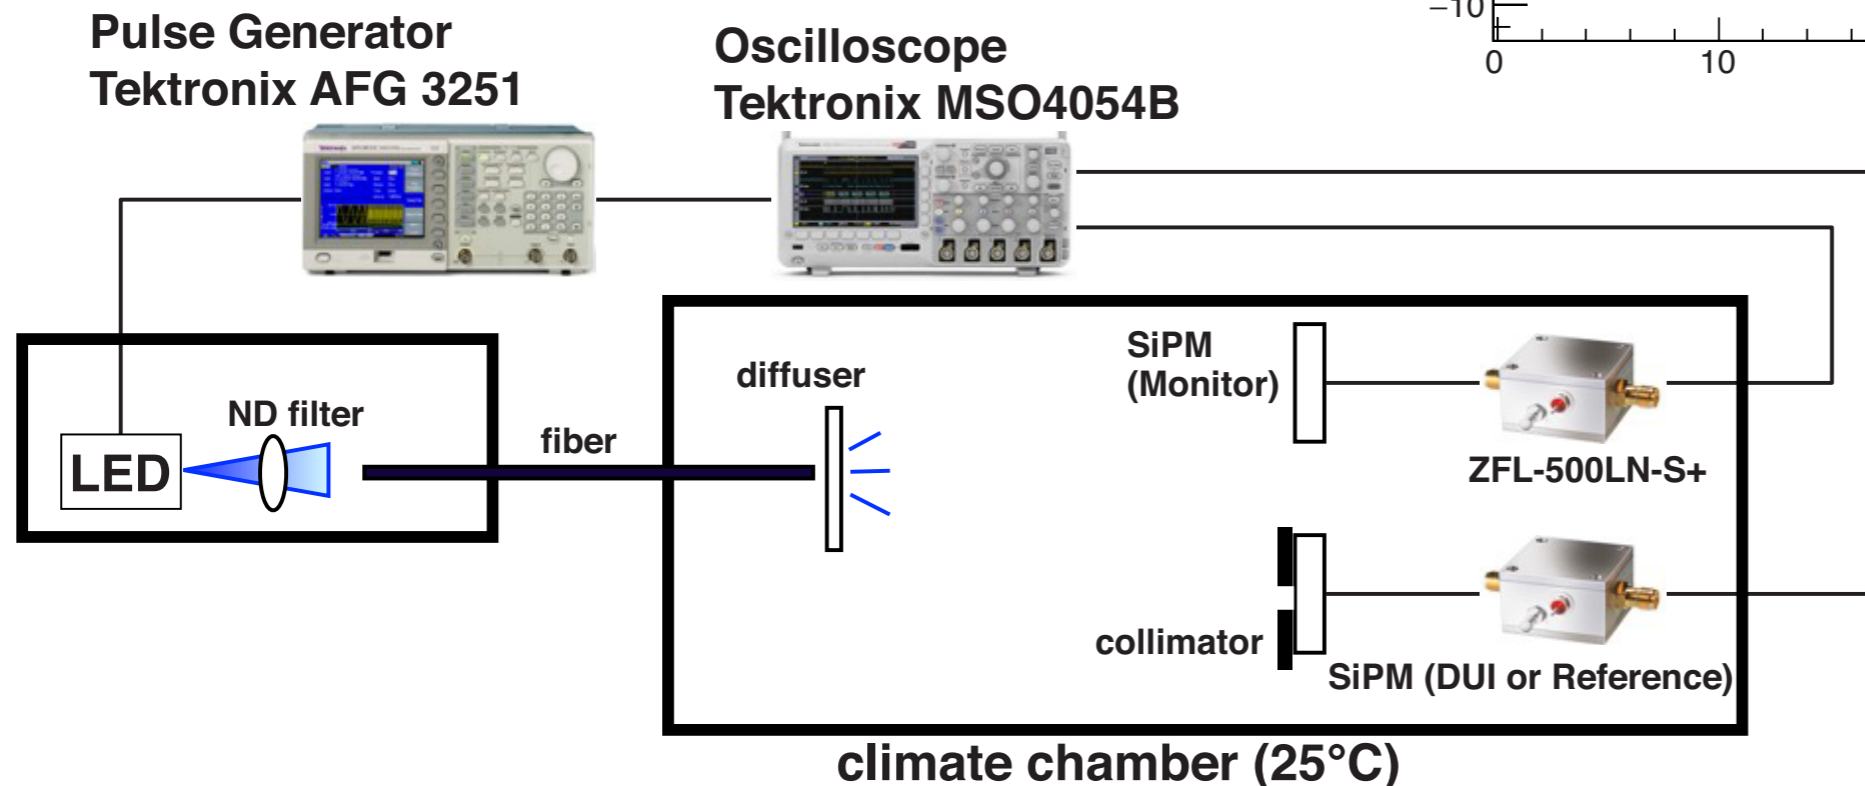 Pulse Generator
Tektronix AFG 3251
Oscilloscope
Tektronix MSO4054B
−10
0
10
LED
ND filter
fiber
diffuser
SiPM
(Monitor)
ZFL-500LN-S+
collimator
SiPM (DUI or Reference)
climate chamber (25°C)